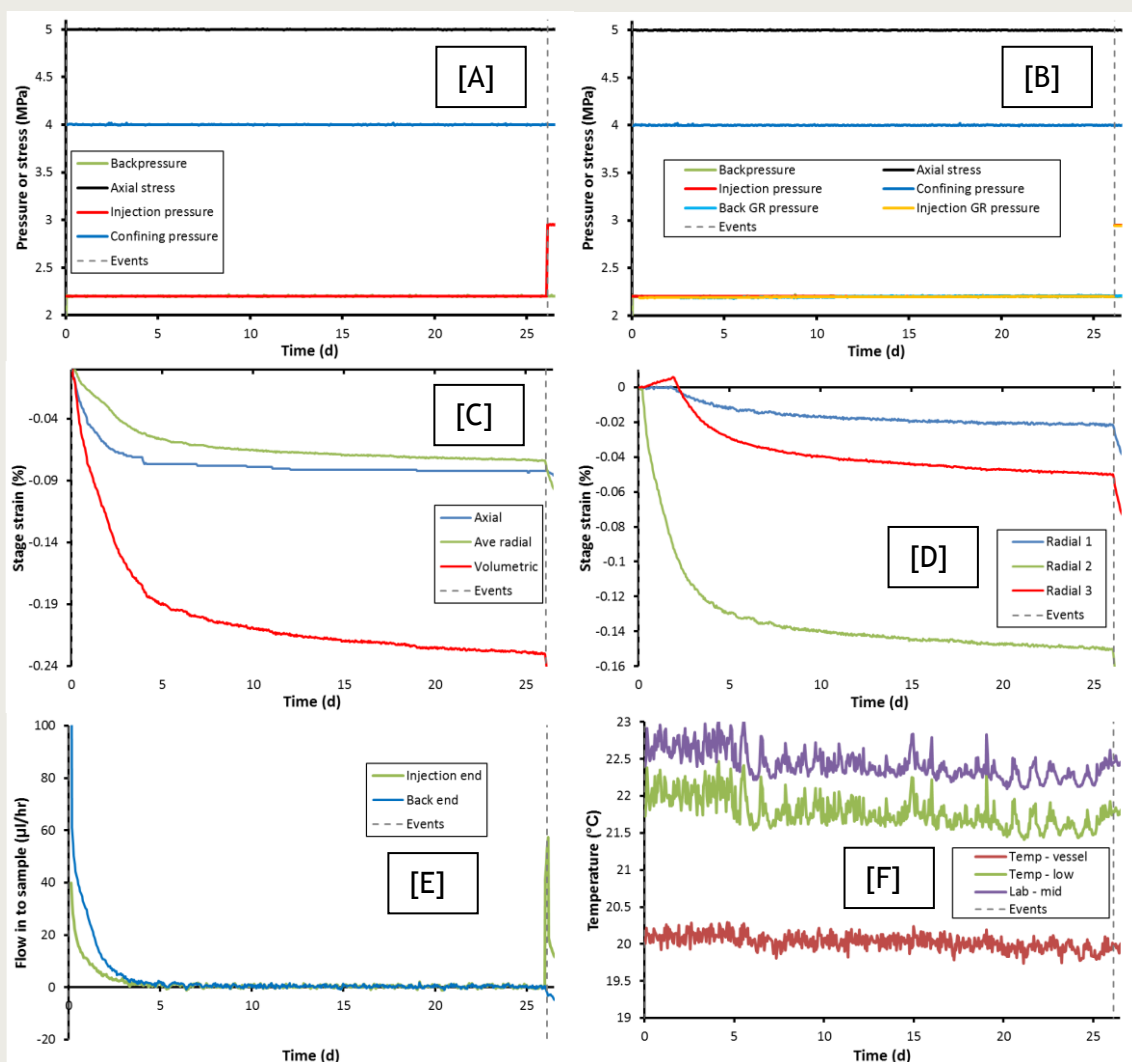 [A]
Pressure or stress (MPa)
5
4.5
4
3.5
3
2.5
2
Backpressure
Axial stress
Injection pressure
Confining pressure
Events
0 5 10 15 20 25
Time (d)
[B]
Pressure or stress (MPa)
5
4.5
4
3.5
3
2.5
2
Backpressure Axial stress
Injection pressure Confining pressure
Back GR pressure Injection GR pressure
Events
0 5 10 15 20 25
Time (d)
[C]
Stage strain (%)
-0.04
-0.09
-0.14
-0.19
-0.24
Axial
Ave radial
Volumetric
Events
0 5 10 15 20 25
Time (d)
[D]
Stage strain (%)
0
-0.02
-0.04
-0.06
-0.08
-0.1
-0.12
-0.14
-0.16
Radial 1
Radial 2
Radial 3
Events
0 5 10 15 20 25
Time (d)
[E]
Flow in to sample (µl/hr)
100
80
60
40
20
0
-20
Injection end
Back end
Events
0 5 10 15 20 25
Time (d)
[F]
Temperature (°C)
23
22.5
22
21.5
21
20.5
20
19.5
19
Temp - vessel
Temp - low
Lab - mid
Events
0 5 10 15 20 25
Time (d)